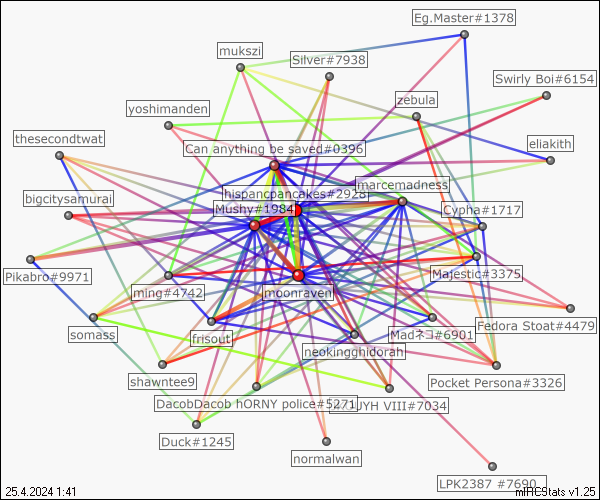 Eg.Master#1378
mukszi
Silver#7938
Swirly Boi#6154
zebula
yoshimanden
thesecondtwat
Can anything be saved#0396
eliakith
marcemadness
hispancpancakes#2928
bigcitysamurai
Mushy#1984
Cypha#1717
Pikabro#9971
Majestic#3375
ming#4742
moonraven
Fedora Stoat#4479
somass
frisout
Madネコ#6901
neokingghidorah
shawntee9
Pocket Persona#3326
DacobDacob hORNY police#5271
JYH VIII#7034
Duck#1245
normalwan
LPK2387 #7690
25.4.2024 1:41
mIRCStats v1.25